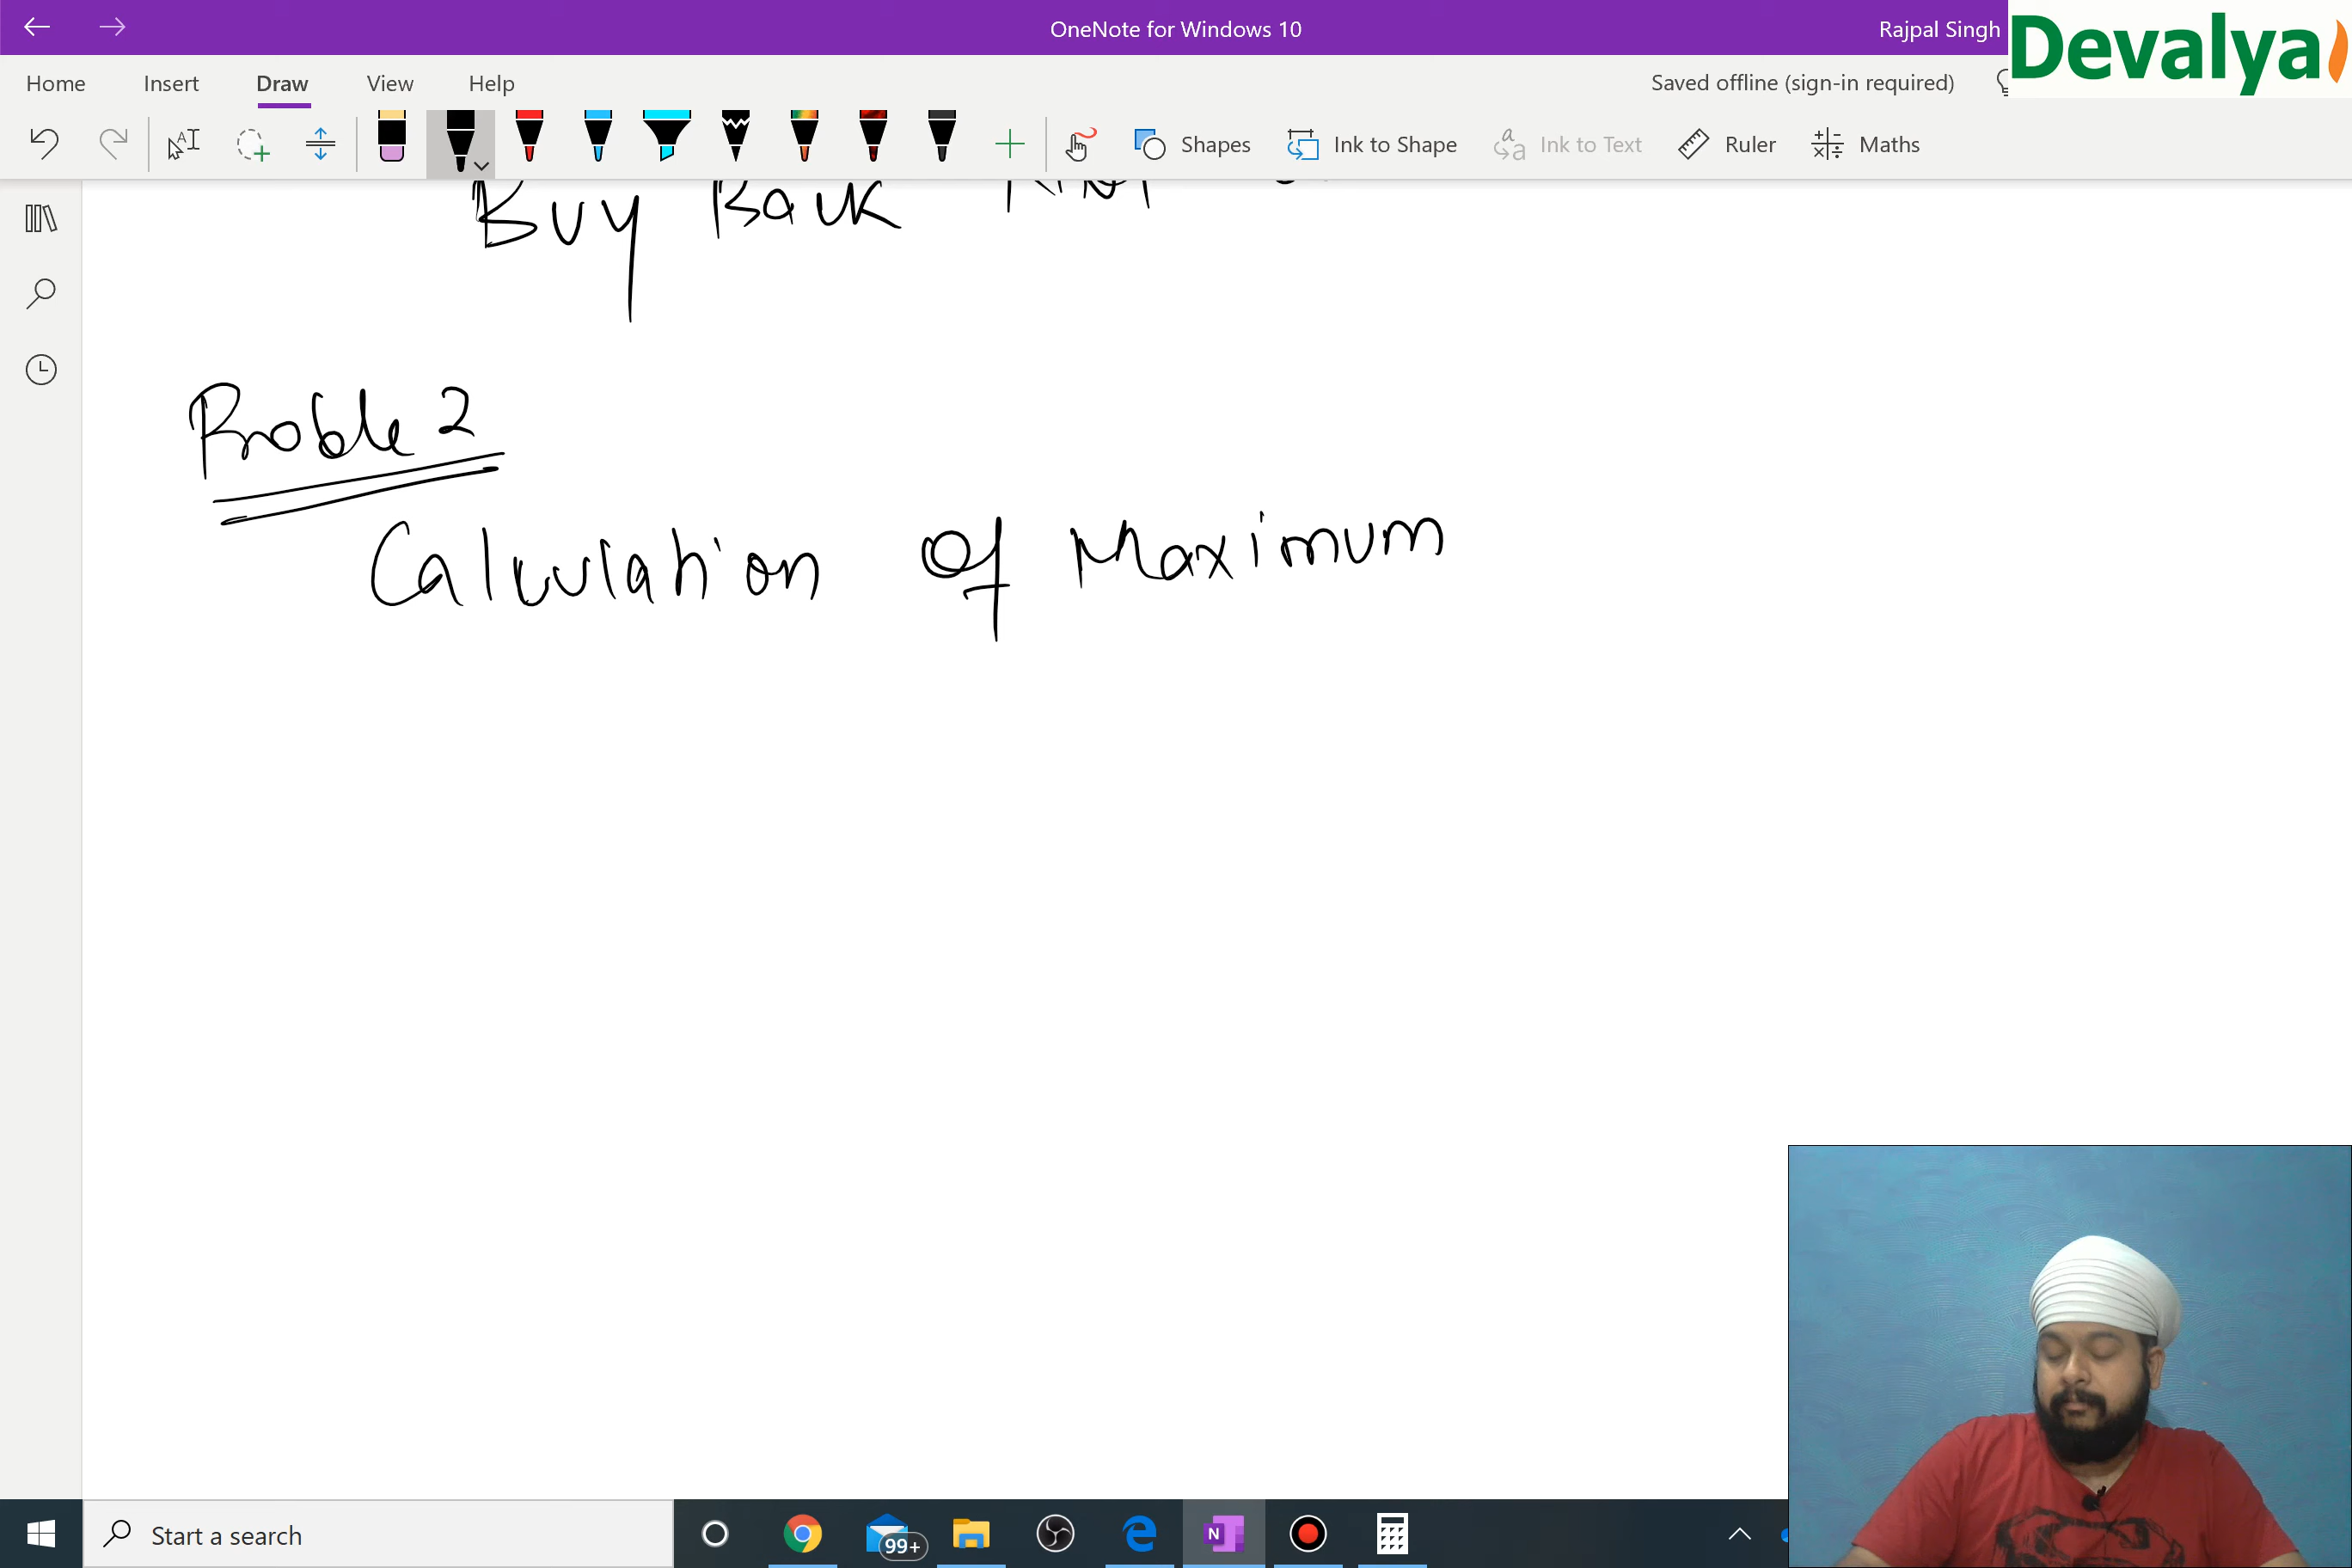 OneNote for Windows 10
Rajpal Singh
Devalya
Home Insert Draw View Help
Saved offline (sign-in required)
Shapes Ink to Shape Ink to Text Ruler Maths
Buy Back
Proble 2
Calculation Of Maximum
Start a search
99+